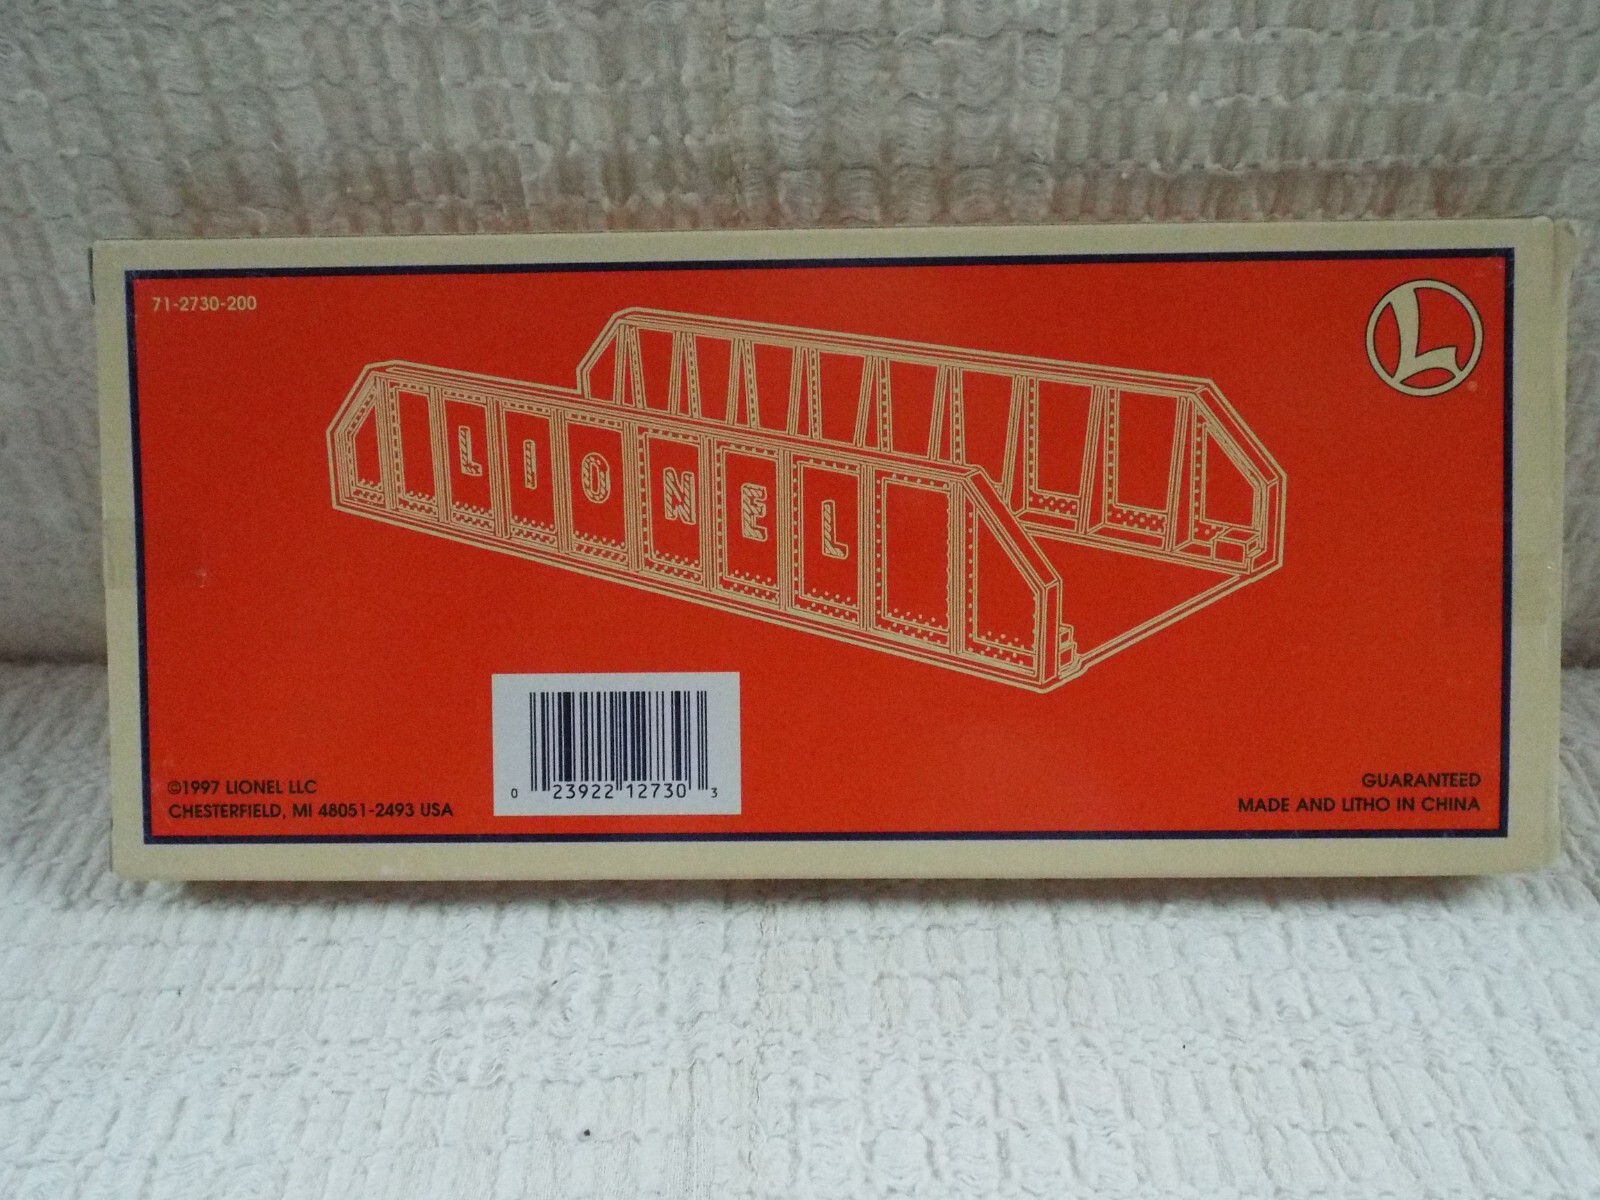 71-2730-200
L
LIONEL
©1997 LIONEL LLC
CHESTERFIELD, MI 48051-2493 USA
0 23922 12730 3
GUARANTEED
MADE AND LITHO IN CHINA